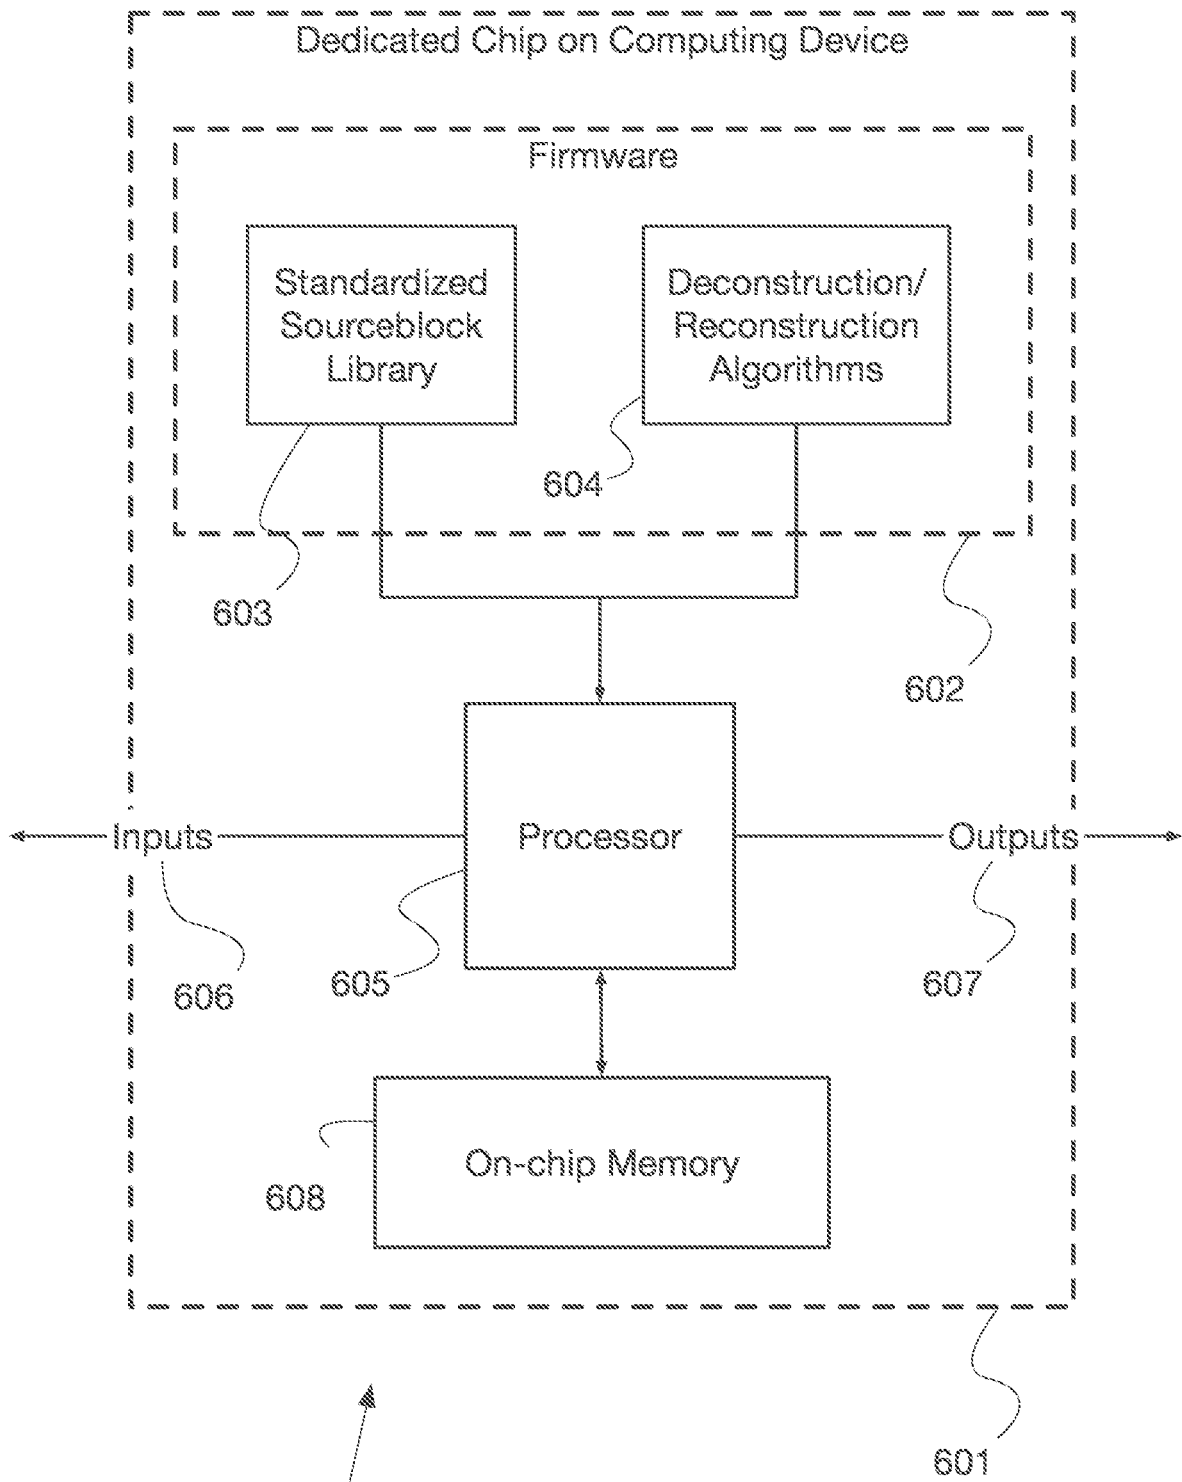 Dedicated Chip on Computing Device
Firmware
Standardized
Sourceblock
Library
Deconstruction/
Reconstruction
Algorithms
604
603
602
Inputs
Processor
Outputs
606
605
607
On-chip Memory
608
601